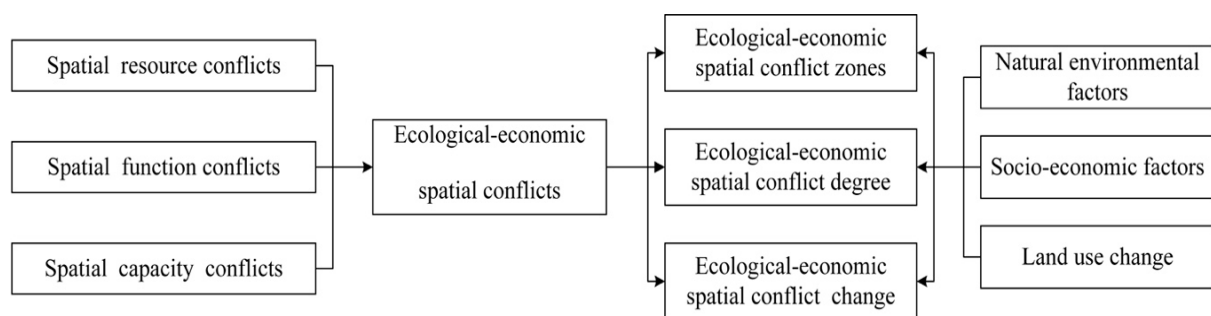 Spatial resource conflicts
Spatial function conflicts
Spatial capacity conflicts
Ecological-economic
spatial conflicts
Ecological-economic
spatial conflict zones
Ecological-economic
spatial conflict degree
Ecological-economic
spatial conflict change
Natural environmental
factors
Socio-economic factors
Land use change